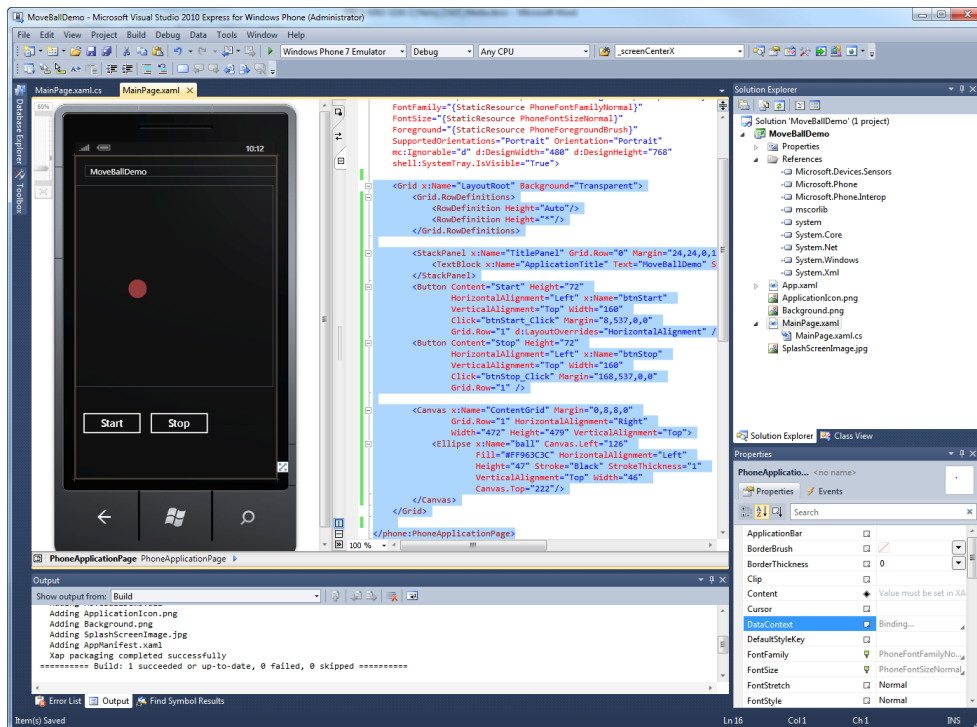 MoveBallDemo - Microsoft Visual Studio 2010 Express for Windows Phone (Administrator)
File Edit View Project Build Debug Data Tools Window Help
Windows Phone 7 Emulator Debug Any CPU _screenCenterX
MainPage.xaml.cs MainPage.xaml
Database Explorer
Toolbox
80%
10:12
MoveBallDemo
Start Stop
FontFamily="{StaticResource PhoneFontFamilyNormal}"
FontSize="{StaticResource PhoneFontSizeNormal}"
Foreground="{StaticResource PhoneForegroundBrush}"
SupportedOrientations="Portrait" Orientation="Portrait"
mc:Ignorable="d" d:DesignWidth="480" d:DesignHeight="768"
shell:SystemTray.IsVisible="True">
<Grid x:Name="LayoutRoot" Background="Transparent">
<Grid.RowDefinitions>
<RowDefinition Height="Auto"/>
<RowDefinition Height="*"/>
</Grid.RowDefinitions>
<StackPanel x:Name="TitlePanel" Grid.Row="0" Margin="24,24,0,1
<TextBlock x:Name="ApplicationTitle" Text="MoveBallDemo" S
</StackPanel>
<Button Content="Start" Height="72"
HorizontalAlignment="Left" x:Name="btnStart"
VerticalAlignment="Top" Width="160"
Click="btnStart_Click" Margin="8,537,0,0"
Grid.Row="1" d:LayoutOverrides="HorizontalAlignment" /
<Button Content="Stop" Height="72"
HorizontalAlignment="Left" x:Name="btnStop"
VerticalAlignment="Top" Width="160"
Click="btnStop_Click" Margin="168,537,0,0"
Grid.Row="1" />
<Canvas x:Name="ContentGrid" Margin="0,8,8,0"
Grid.Row="1" HorizontalAlignment="Right"
Width="472" Height="479" VerticalAlignment="Top">
<Ellipse x:Name="ball" Canvas.Left="126"
Fill="#FF963C3C" HorizontalAlignment="Left"
Height="47" Stroke="Black" StrokeThickness="1"
VerticalAlignment="Top" Width="46"
Canvas.Top="222"/>
</Canvas>
</Grid>
</phone:PhoneApplicationPage>
100 %
PhoneApplicationPage PhoneApplicationPage
Output
Show output from: Build
Adding ApplicationIcon.png
Adding Background.png
Adding SplashScreenImage.jpg
Adding AppManifest.xaml
Xap packaging completed successfully
========== Build: 1 succeeded or up-to-date, 0 failed, 0 skipped ==========
Error List Output Find Symbol Results
Item(s) Saved Ln 16 Col 1 Ch 1 INS
Solution Explorer
Solution 'MoveBallDemo' (1 project)
MoveBallDemo
Properties
References
Microsoft.Devices.Sensors
Microsoft.Phone
Microsoft.Phone.Interop
mscorlib
system
System.Core
System.Net
System.Windows
System.Xml
App.xaml
ApplicationIcon.png
Background.png
MainPage.xaml
MainPage.xaml.cs
SplashScreenImage.jpg
Solution Explorer Class View
Properties
PhoneApplicatio... <no name>
Properties Events
Search
ApplicationBar
BorderBrush
BorderThickness 0
Clip
Content Value must be set in XA
Cursor
DataContext Binding...
DefaultStyleKey
FontFamily PhoneFontFamilyNo...
FontSize PhoneFontSizeNormal
FontStretch Normal
FontStyle Normal